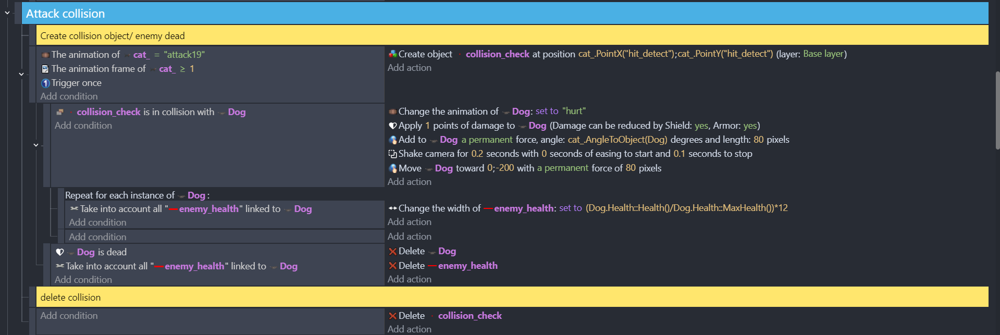 Attack collision
Create collision object/ enemy dead
The animation of cat_ = "attack19"
The animation frame of cat_ ≥ 1
Trigger once
Add condition
Create object collision_check at position cat_.PointX("hit_detect");cat_.PointY("hit_detect") (layer: Base layer)
Add action
collision_check is in collision with Dog
Add condition
Change the animation of Dog: set to "hurt"
Apply 1 points of damage to Dog (Damage can be reduced by Shield: yes, Armor: yes)
Add to Dog a permanent force, angle: cat_.AngleToObject(Dog) degrees and length: 80 pixels
Shake camera for 0.2 seconds with 0 seconds of easing to start and 0.1 seconds to stop
Move Dog toward 0;-200 with a permanent force of 80 pixels
Add action
Repeat for each instance of Dog:
Take into account all "enemy_health" linked to Dog
Add condition
Change the width of enemy_health: set to (Dog.Health::Health()/Dog.Health::MaxHealth())*12
Add action
Add condition
Add action
Dog is dead
Take into account all "enemy_health" linked to Dog
Add condition
Delete Dog
Delete enemy_health
Add action
delete collision
Add condition
Delete collision_check
Add action